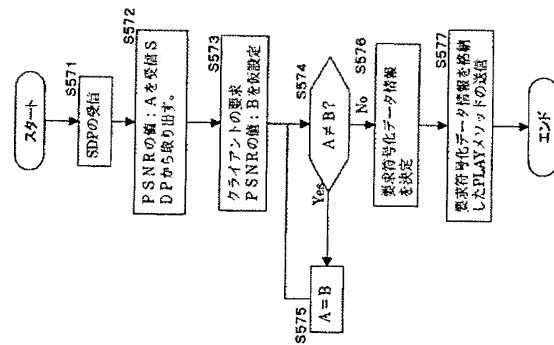 スタート
S571
SDPの受信
S572
PSNRの値：Aを受信S
DPから取り出す。
S573
クライアントの要求
PSNRの値：Bを仮設定
S574
A≠B?
Yes
No
S575
A＝B
S576
要求符号化データ情報
を決定
S577
要求符号化データ情報を格納
したPLAYメソッドの送信
エンド